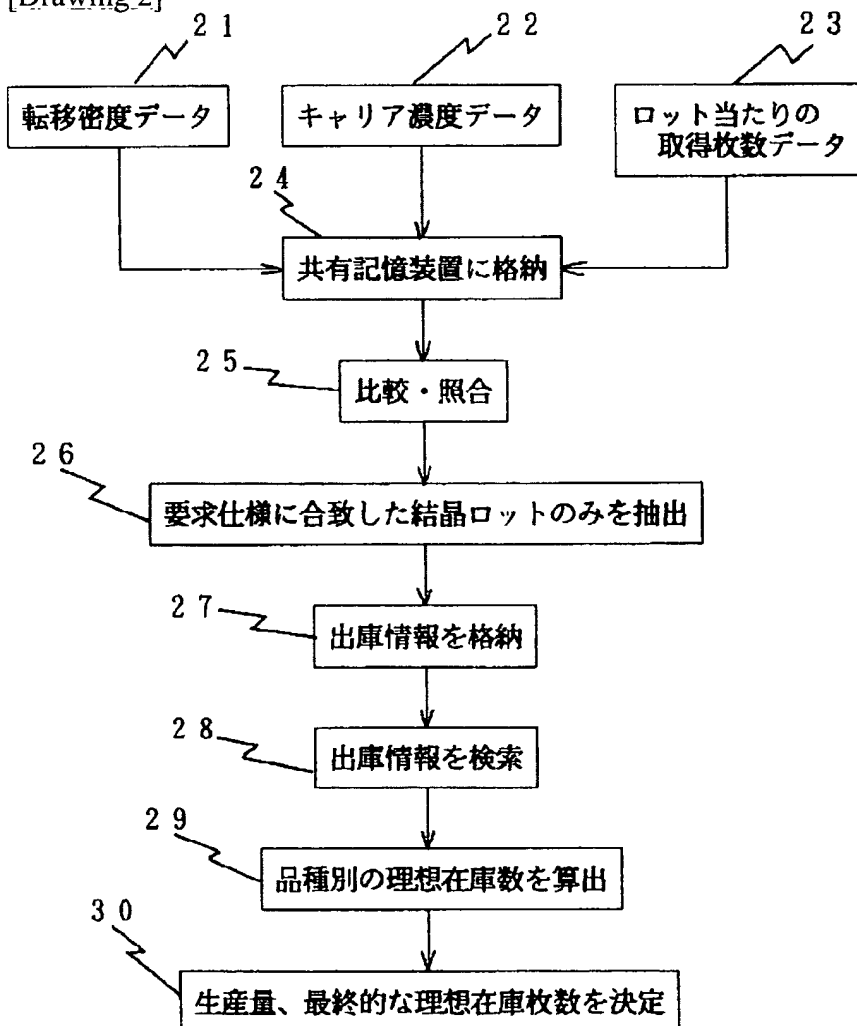 [Drawing 2]
２１
２２
２３
転移密度データ
キャリア濃度データ
ロット当たりの
取得枚数データ
２４
共有記憶装置に格納
２５
比較・照合
２６
要求仕様に合致した結晶ロットのみを抽出
２７
出庫情報を格納
２８
出庫情報を検索
２９
品種別の理想在庫数を算出
３０
生産量、最終的な理想在庫枚数を決定